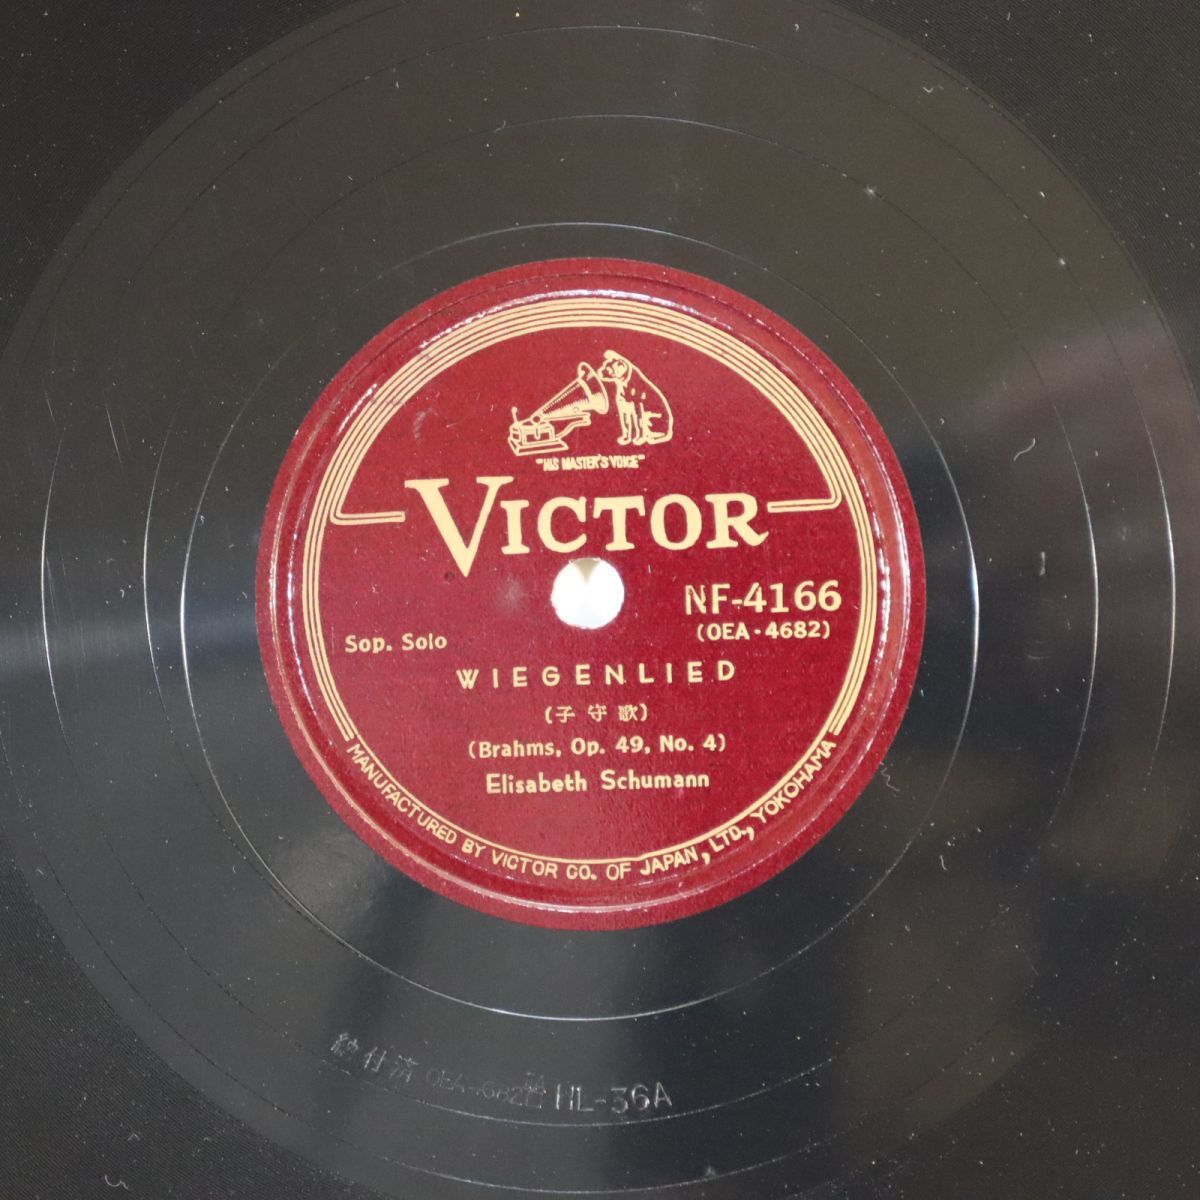 "HIS MASTER'S VOICE"
VICTOR
NF-4166
(OEA・4682)
Sop. Solo
WIEGENLIED
(子守歌)
(Brahms, Op. 49, No. 4)
Elisabeth Schumann
MANUFACTURED BY VICTOR CO. OF JAPAN, LTD., YOKOHAMA
納付済 HL-36A